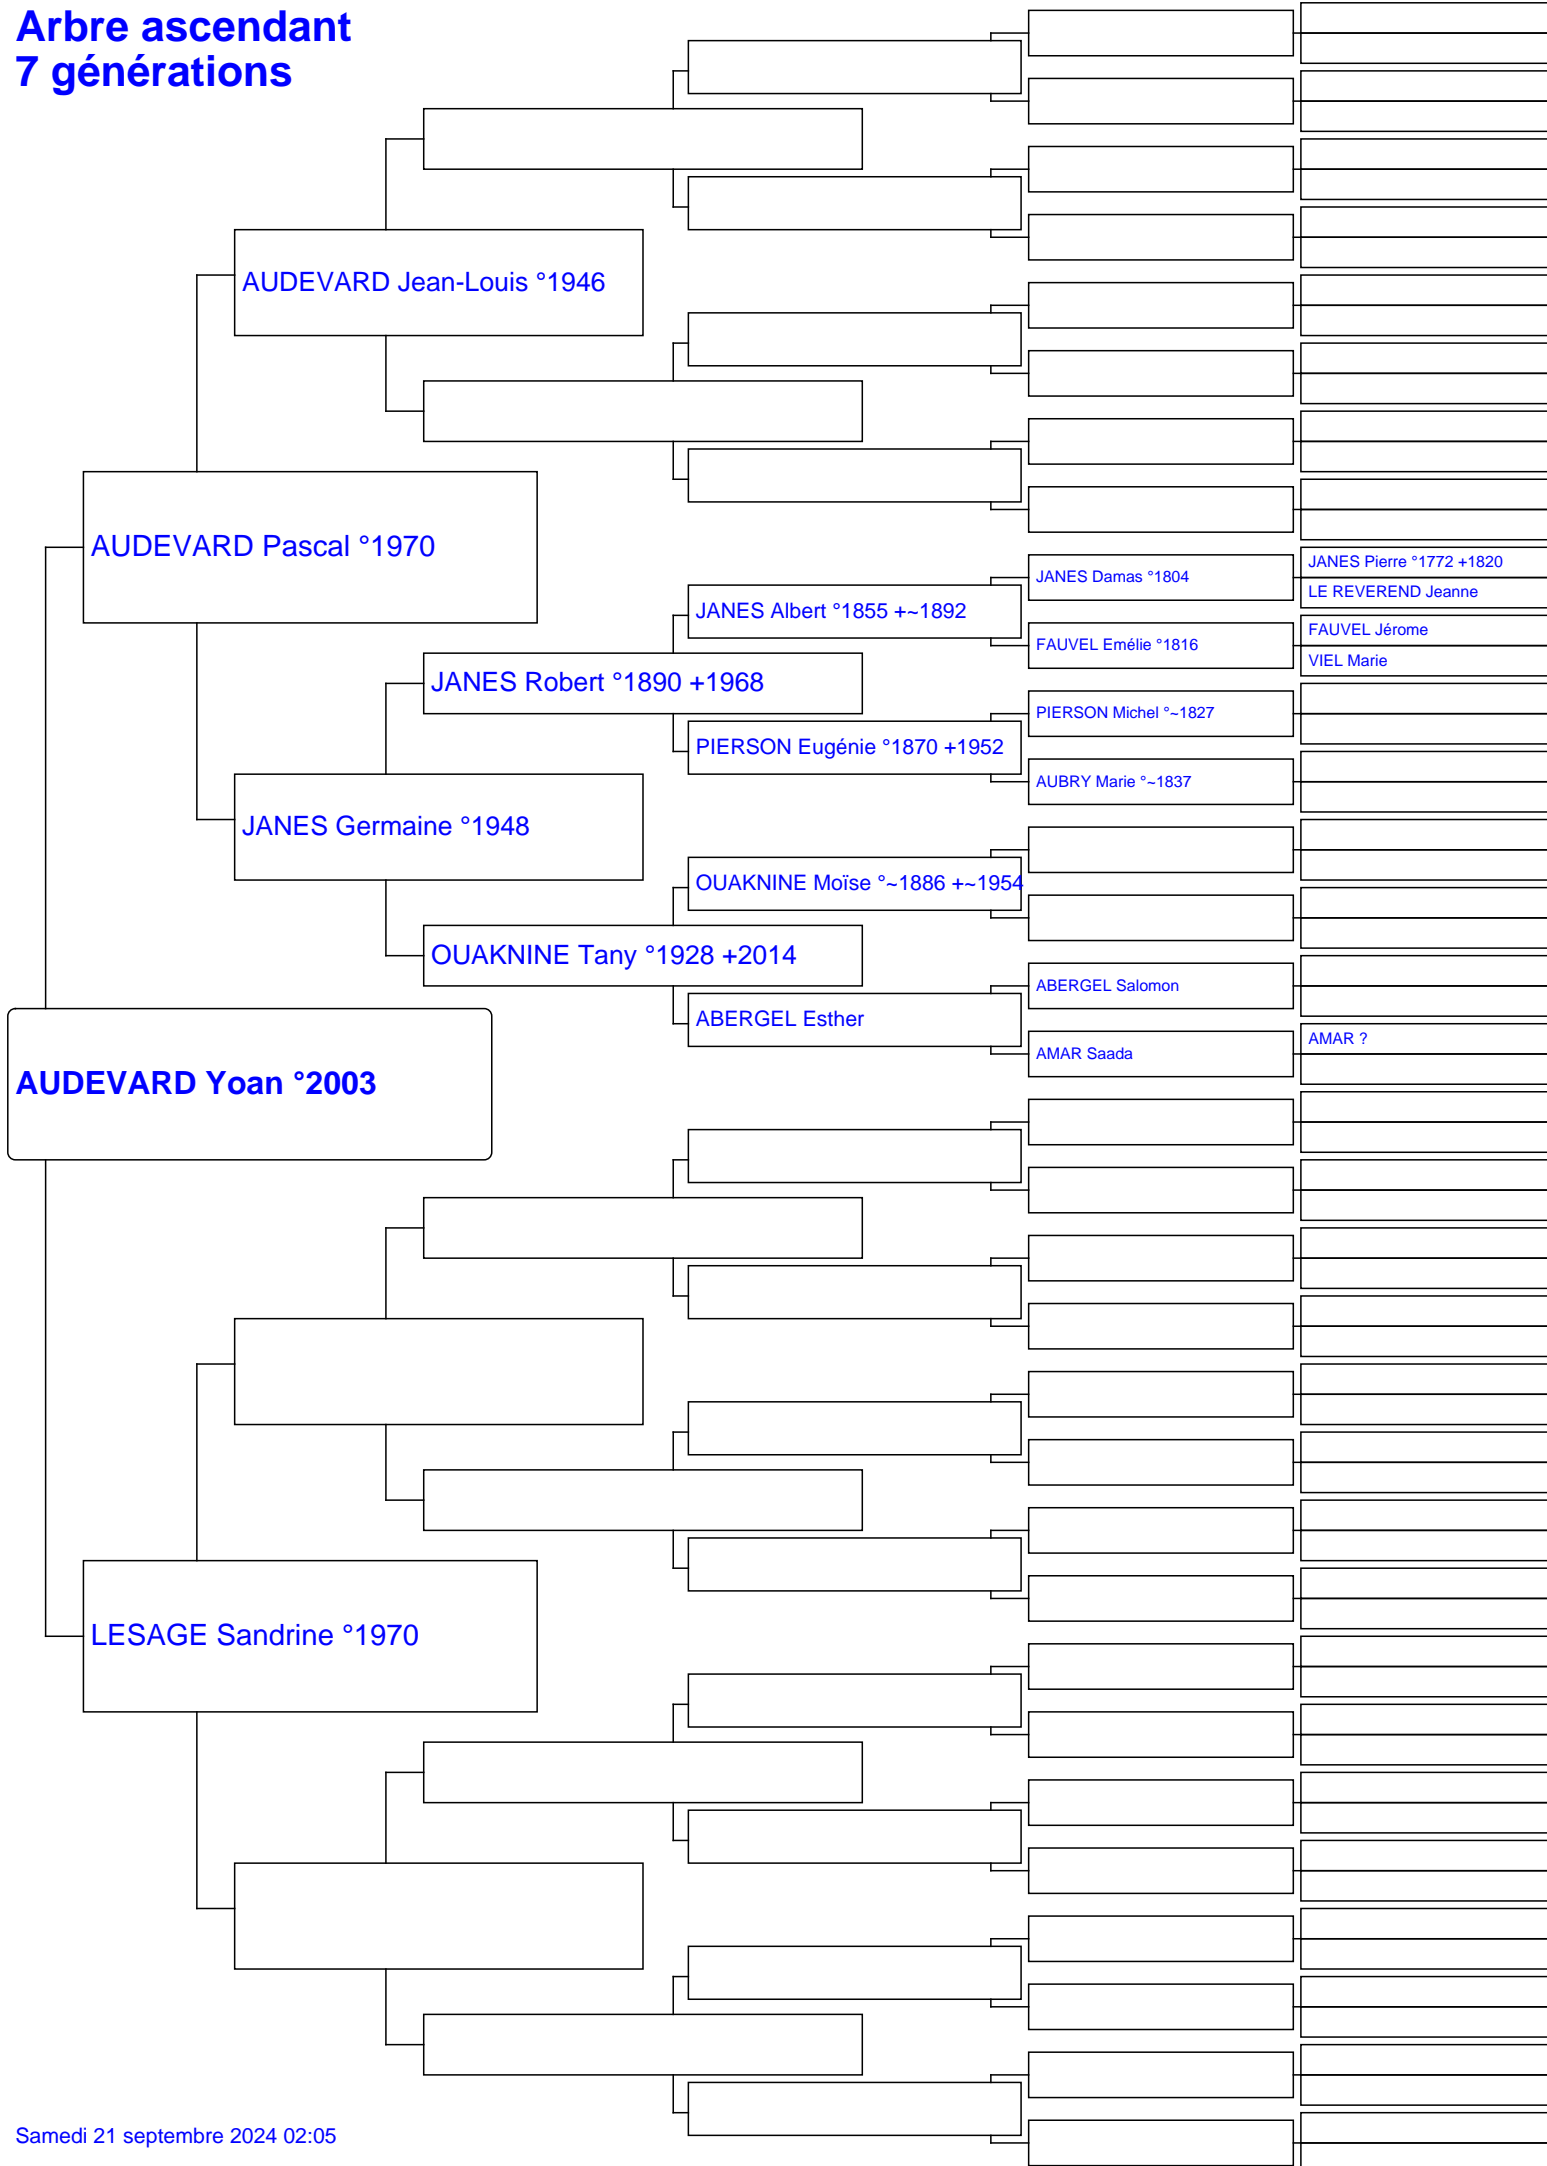 Arbre ascendant
7 générations
AUDEVARD Jean-Louis °1946
AUDEVARD Pascal °1970
JANES Pierre °1772 +1820
JANES Damas °1804
LE REVEREND Jeanne
JANES Albert °1855 +~1892
FAUVEL Jérome
FAUVEL Emélie °1816
VIEL Marie
JANES Robert °1890 +1968
PIERSON Michel °~1827
PIERSON Eugénie °1870 +1952
AUBRY Marie °~1837
JANES Germaine °1948
OUAKNINE Moïse °~1886 +~1954
OUAKNINE Tany °1928 +2014
ABERGEL Salomon
ABERGEL Esther
AMAR ?
AMAR Saada
AUDEVARD Yoan °2003
LESAGE Sandrine °1970
Samedi 21 septembre 2024 02:05